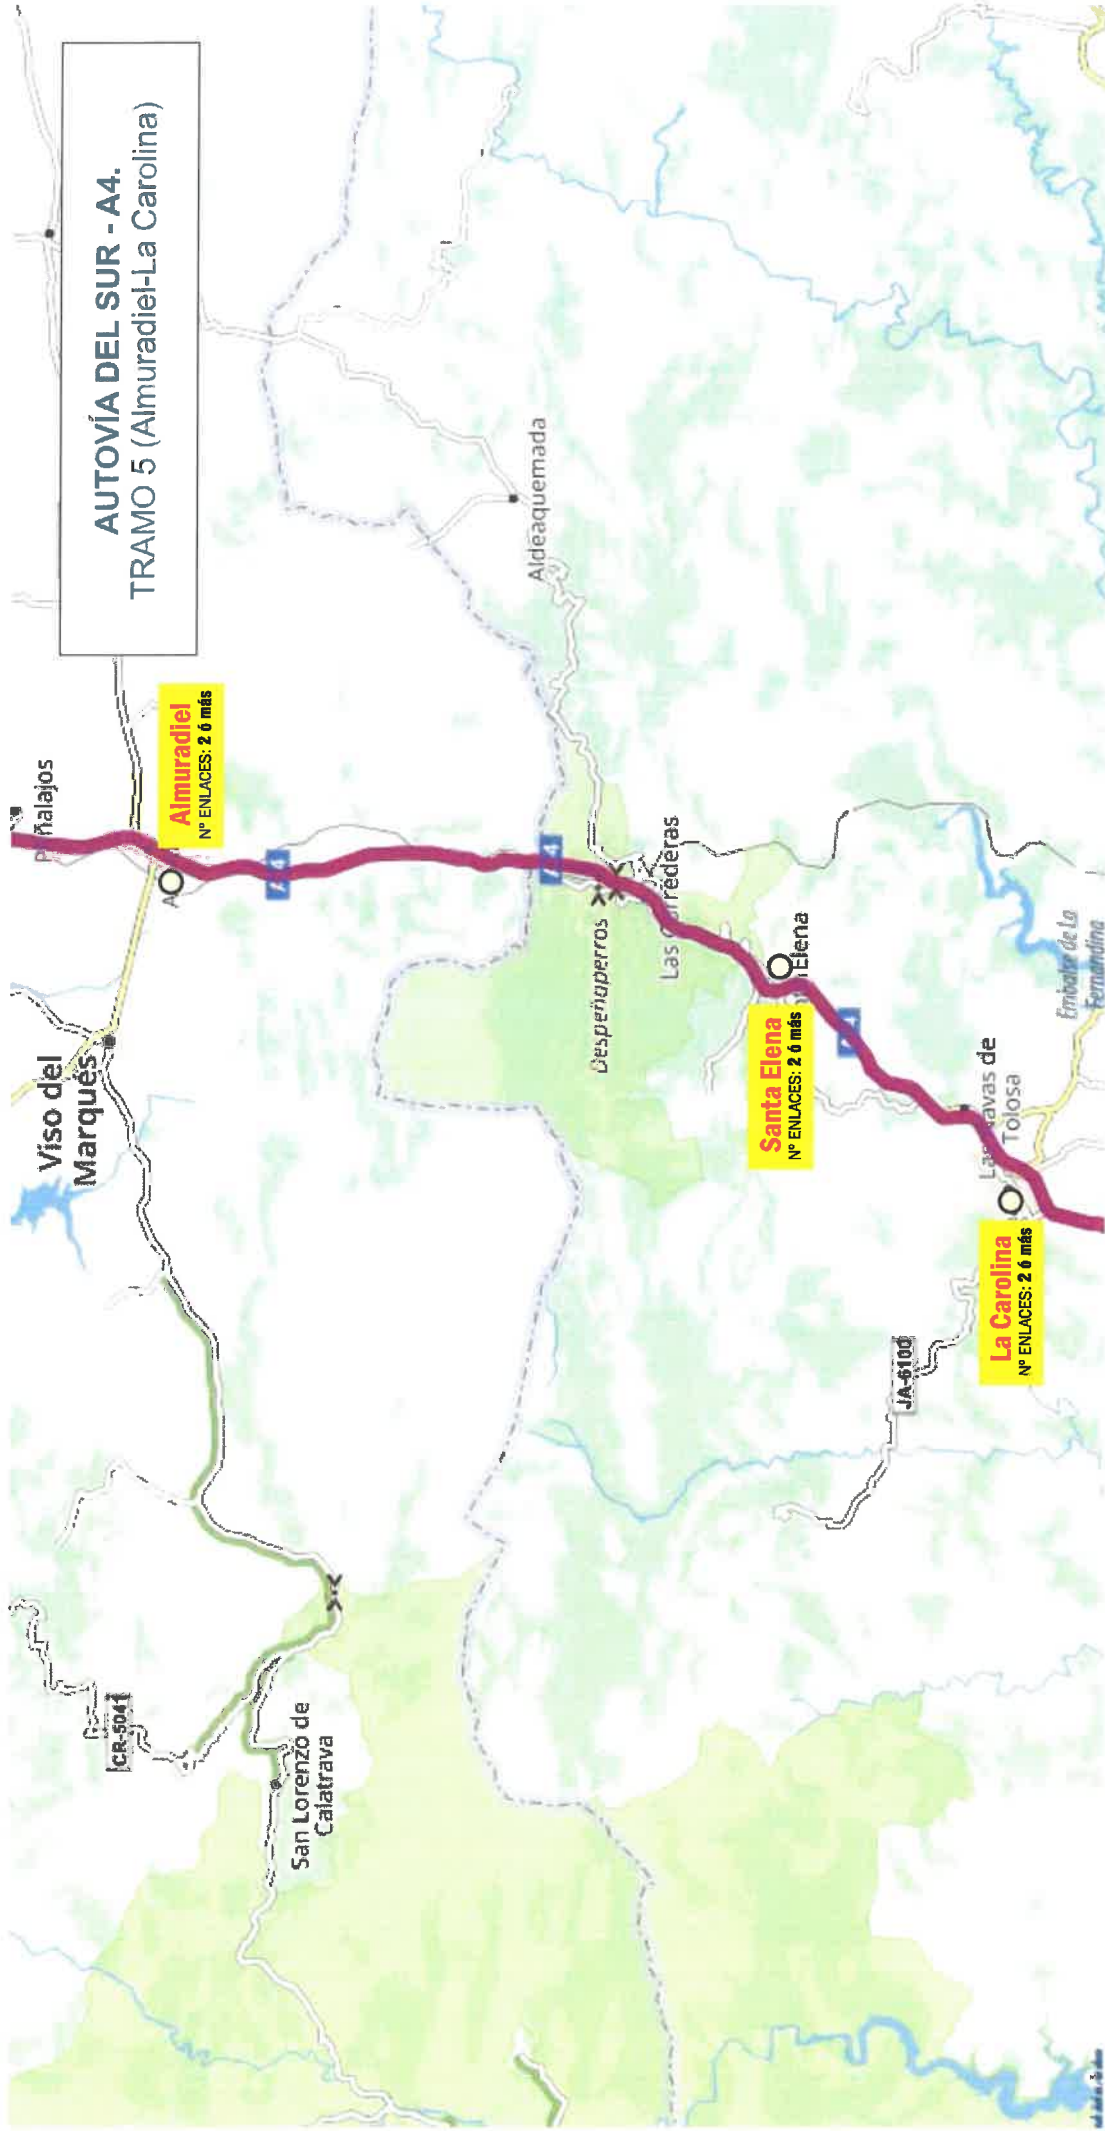 AUTOVÍA DEL SUR - A4.
TRAMO 5 (Almuradiel-La Carolina)
Almuradiel
Nº ENLACES: 2 ó más
A-4
Viso del
Marqués
Aldeaquemada
A-4
Despeñaperros
CR-5041
San Lorenzo de
Calatrava
Santa Elena
Nº ENLACES: 2 ó más
Elena
de
Tolosa
Embalse de La
Fernandina
La Carolina
Nº ENLACES: 2 ó más
JA-6100